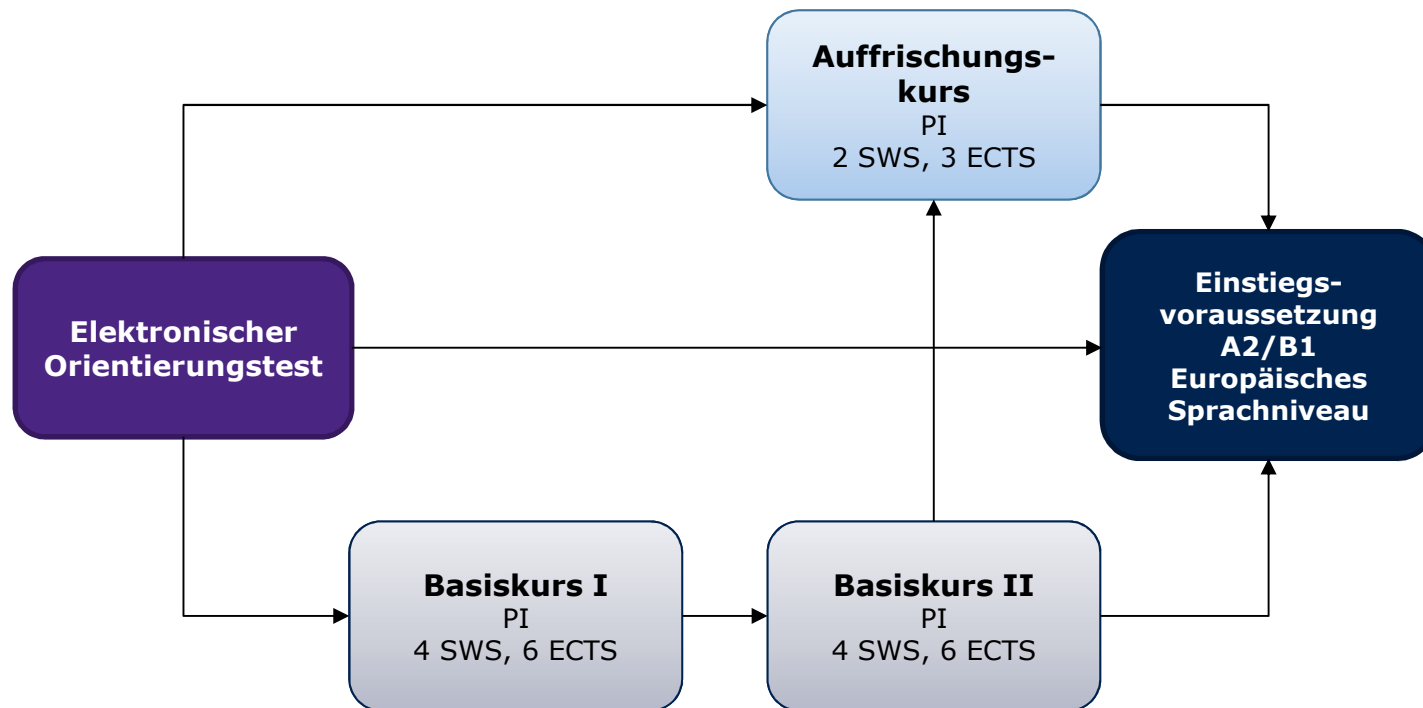 Auffrischungs-
kurs
PI
2 SWS, 3 ECTS
Elektronischer
Orientierungstest
Einstiegs-
voraussetzung
A2/B1
Europäisches
Sprachniveau
Basiskurs I
PI
4 SWS, 6 ECTS
Basiskurs II
PI
4 SWS, 6 ECTS